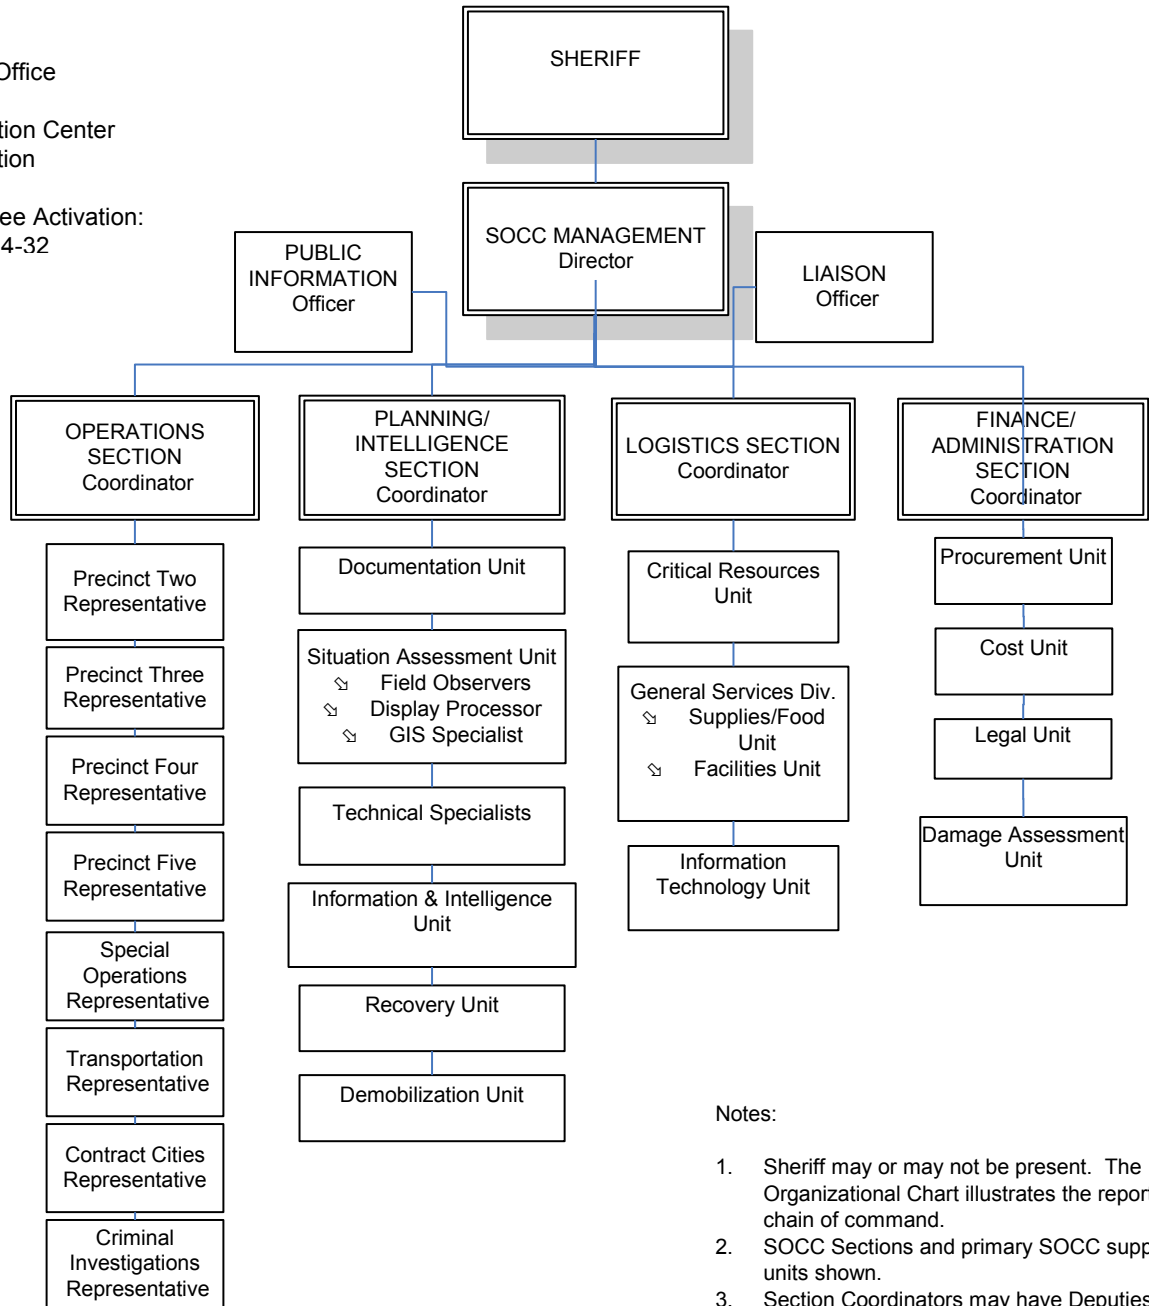 Office
tion Center
tion
ee Activation:
4-32
SHERIFF
SOCC MANAGEMENT
Director
PUBLIC
INFORMATION
Officer
LIAISON
Officer
OPERATIONS
SECTION
Coordinator
Precinct Two
Representative
Precinct Three
Representative
Precinct Four
Representative
Precinct Five
Representative
Special
Operations
Representative
Transportation
Representative
Contract Cities
Representative
Criminal
Investigations
Representative
PLANNING/
INTELLIGENCE
SECTION
Coordinator
Documentation Unit
Situation Assessment Unit
Field Observers
Display Processor
GIS Specialist
Technical Specialists
Information & Intelligence
Unit
Recovery Unit
Demobilization Unit
LOGISTICS SECTION
Coordinator
Critical Resources
Unit
General Services Div.
Supplies/Food
Unit
Facilities Unit
Information
Technology Unit
FINANCE/
ADMINISTRATION
SECTION
Coordinator
Procurement Unit
Cost Unit
Legal Unit
Damage Assessment
Unit
Notes:
1. Sheriff may or may not be present. The
Organizational Chart illustrates the report
chain of command.
2. SOCC Sections and primary SOCC supp
units shown.
3. Section Coordinators may have Deputies